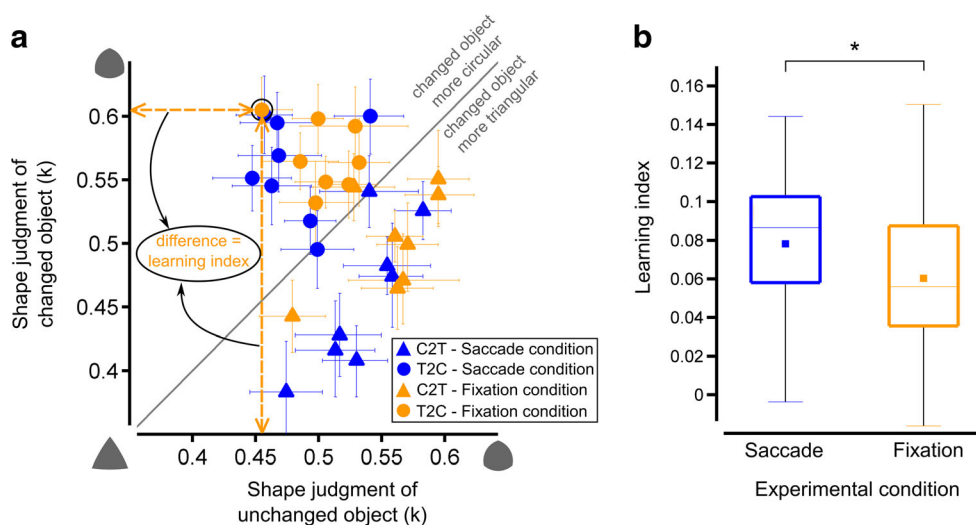 a
Shape judgment of
changed object (k)
0.6
0.55
0.5
0.45
0.4
changed object
more circular
changed object
more triangular
difference =
learning index
C2T - Saccade condition
T2C - Saccade condition
C2T - Fixation condition
T2C - Fixation condition
0.4 0.45 0.5 0.55 0.6
Shape judgment of
unchanged object (k)
b
*
Learning index
0.16
0.14
0.12
0.1
0.08
0.06
0.04
0.02
0
Saccade Fixation
Experimental condition